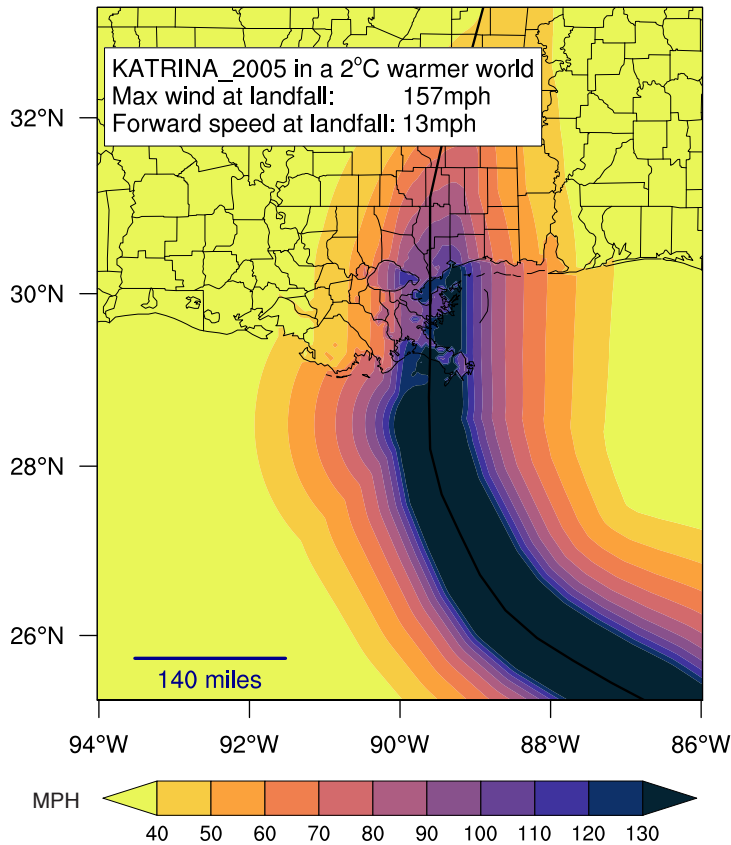 KATRINA_2005 in a 2°C warmer world
Max wind at landfall: 157mph
Forward speed at landfall: 13mph
32°N
30°N
28°N
26°N
140 miles
94°W 92°W 90°W 88°W 86°W
MPH
40 50 60 70 80 90 100 110 120 130